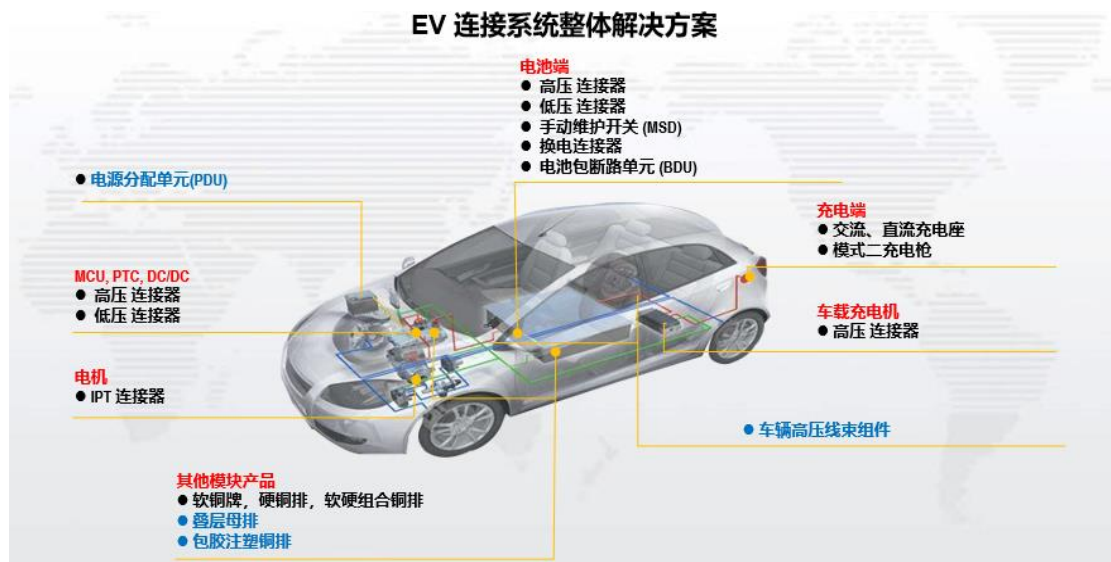 EV 连接系统整体解决方案
电池端
● 高压 连接器
● 低压 连接器
● 手动维护开关 (MSD)
● 换电连接器
● 电池包断路单元 (BDU)
● 电源分配单元(PDU)
充电端
● 交流、直流充电座
● 模式二充电枪
MCU, PTC, DC/DC
● 高压 连接器
● 低压 连接器
车载充电机
● 高压 连接器
电机
● IPT 连接器
● 车辆高压线束组件
其他模块产品
● 软铜牌，硬铜排，软硬组合铜排
● 叠层母排
● 包胶注塑铜排